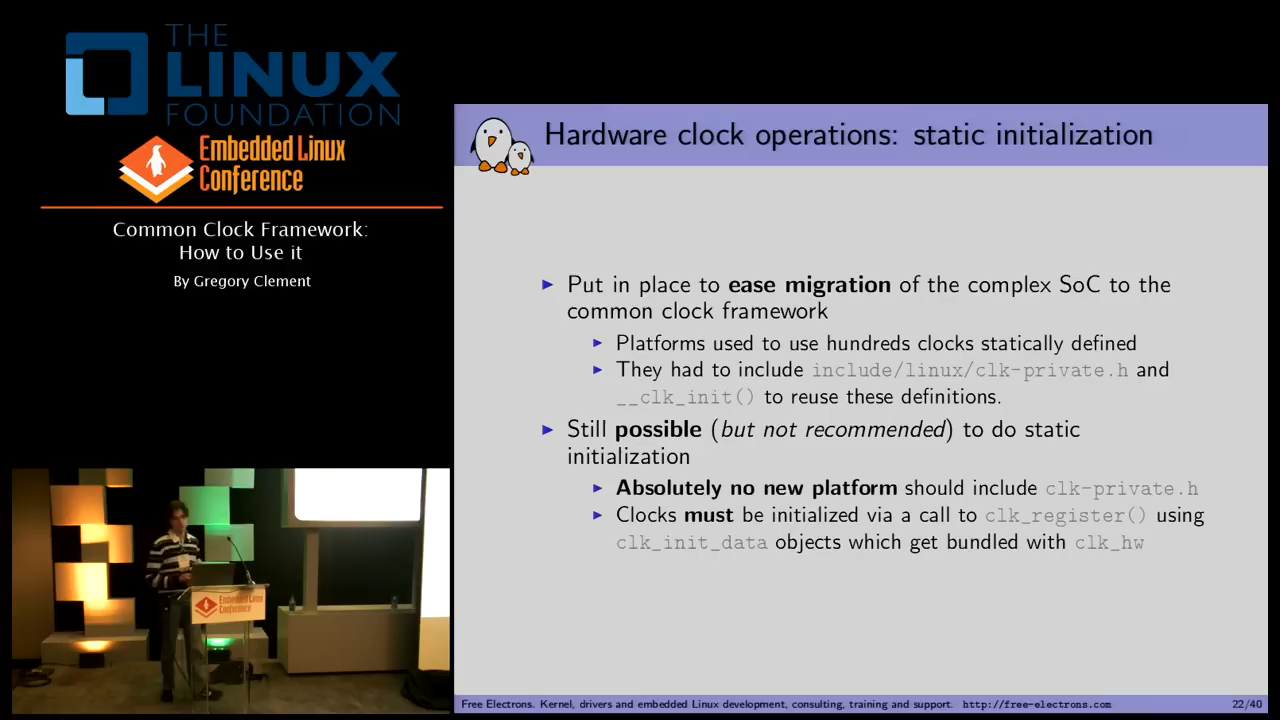 THE
LINUX
FOUNDATION
Embedded Linux
Conference
Common Clock Framework:
How to Use it
By Gregory Clement
Hardware clock operations: static initialization
Put in place to ease migration of the complex SoC to the
common clock framework
Platforms used to use hundreds clocks statically defined
They had to include include/linux/clk-private.h and
__clk_init() to reuse these definitions.
Still possible (but not recommended) to do static
initialization
Absolutely no new platform should include clk-private.h
Clocks must be initialized via a call to clk_register() using
clk_init_data objects which get bundled with clk_hw
Embedded Linux
Conference
Free Electrons. Kernel, drivers and embedded Linux development, consulting, training and support. http://free-electrons.com
22/40